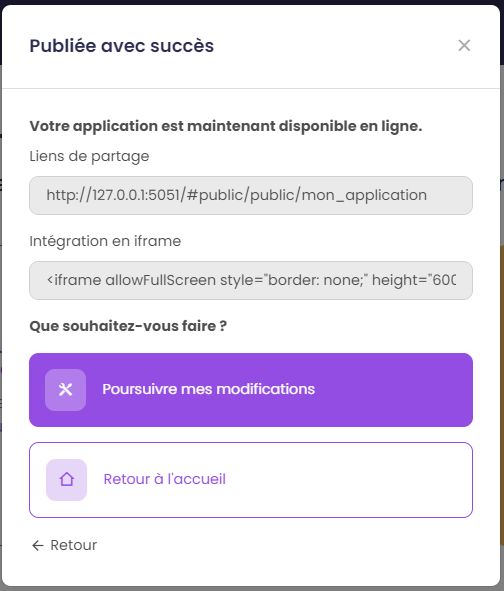 Publiée avec succès
Votre application est maintenant disponible en ligne.
Liens de partage
http://127.0.0.1:5051/#public/public/mon_application
Intégration en iframe
<iframe allowFullScreen style="border: none;" height="600
Que souhaitez-vous faire ?
Poursuivre mes modifications
Retour à l'accueil
← Retour